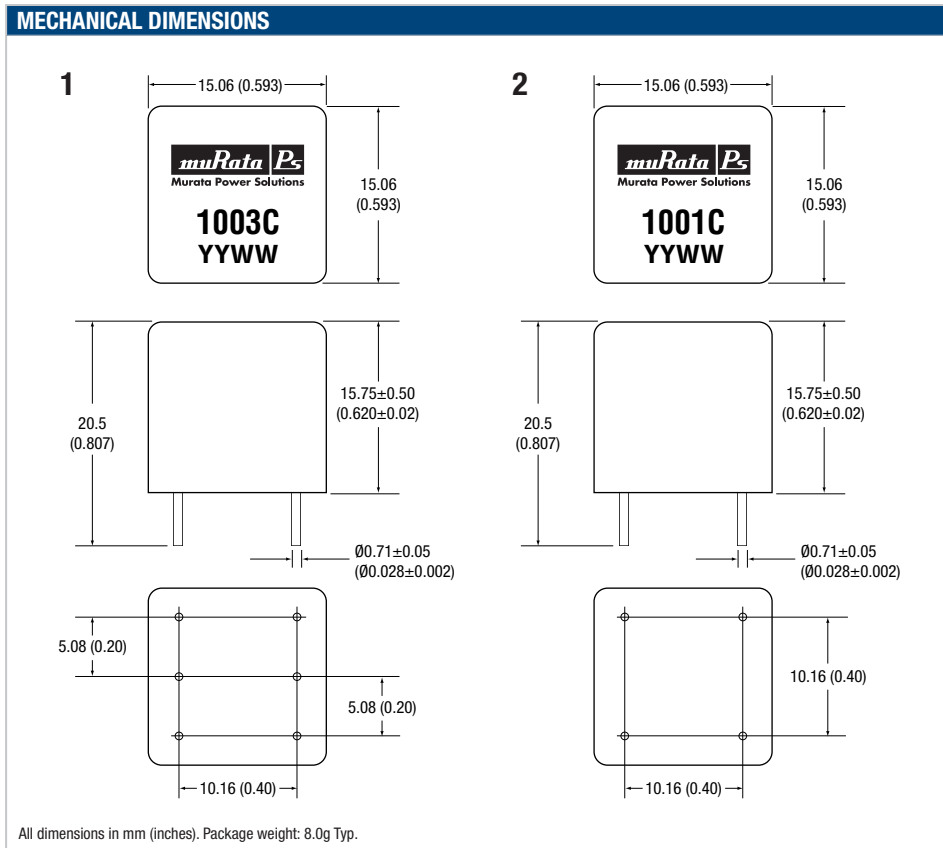 MECHANICAL DIMENSIONS
1
15.06 (0.593)
muRata Ps
Murata Power Solutions
1003C
YYWW
15.06
(0.593)
20.5
(0.807)
15.75±0.50
(0.620±0.02)
Ø0.71±0.05
(Ø0.028±0.002)
5.08 (0.20)
5.08 (0.20)
10.16 (0.40)
2
15.06 (0.593)
muRata Ps
Murata Power Solutions
1001C
YYWW
15.06
(0.593)
20.5
(0.807)
15.75±0.50
(0.620±0.02)
Ø0.71±0.05
(Ø0.028±0.002)
10.16 (0.40)
10.16 (0.40)
All dimensions in mm (inches). Package weight: 8.0g Typ.